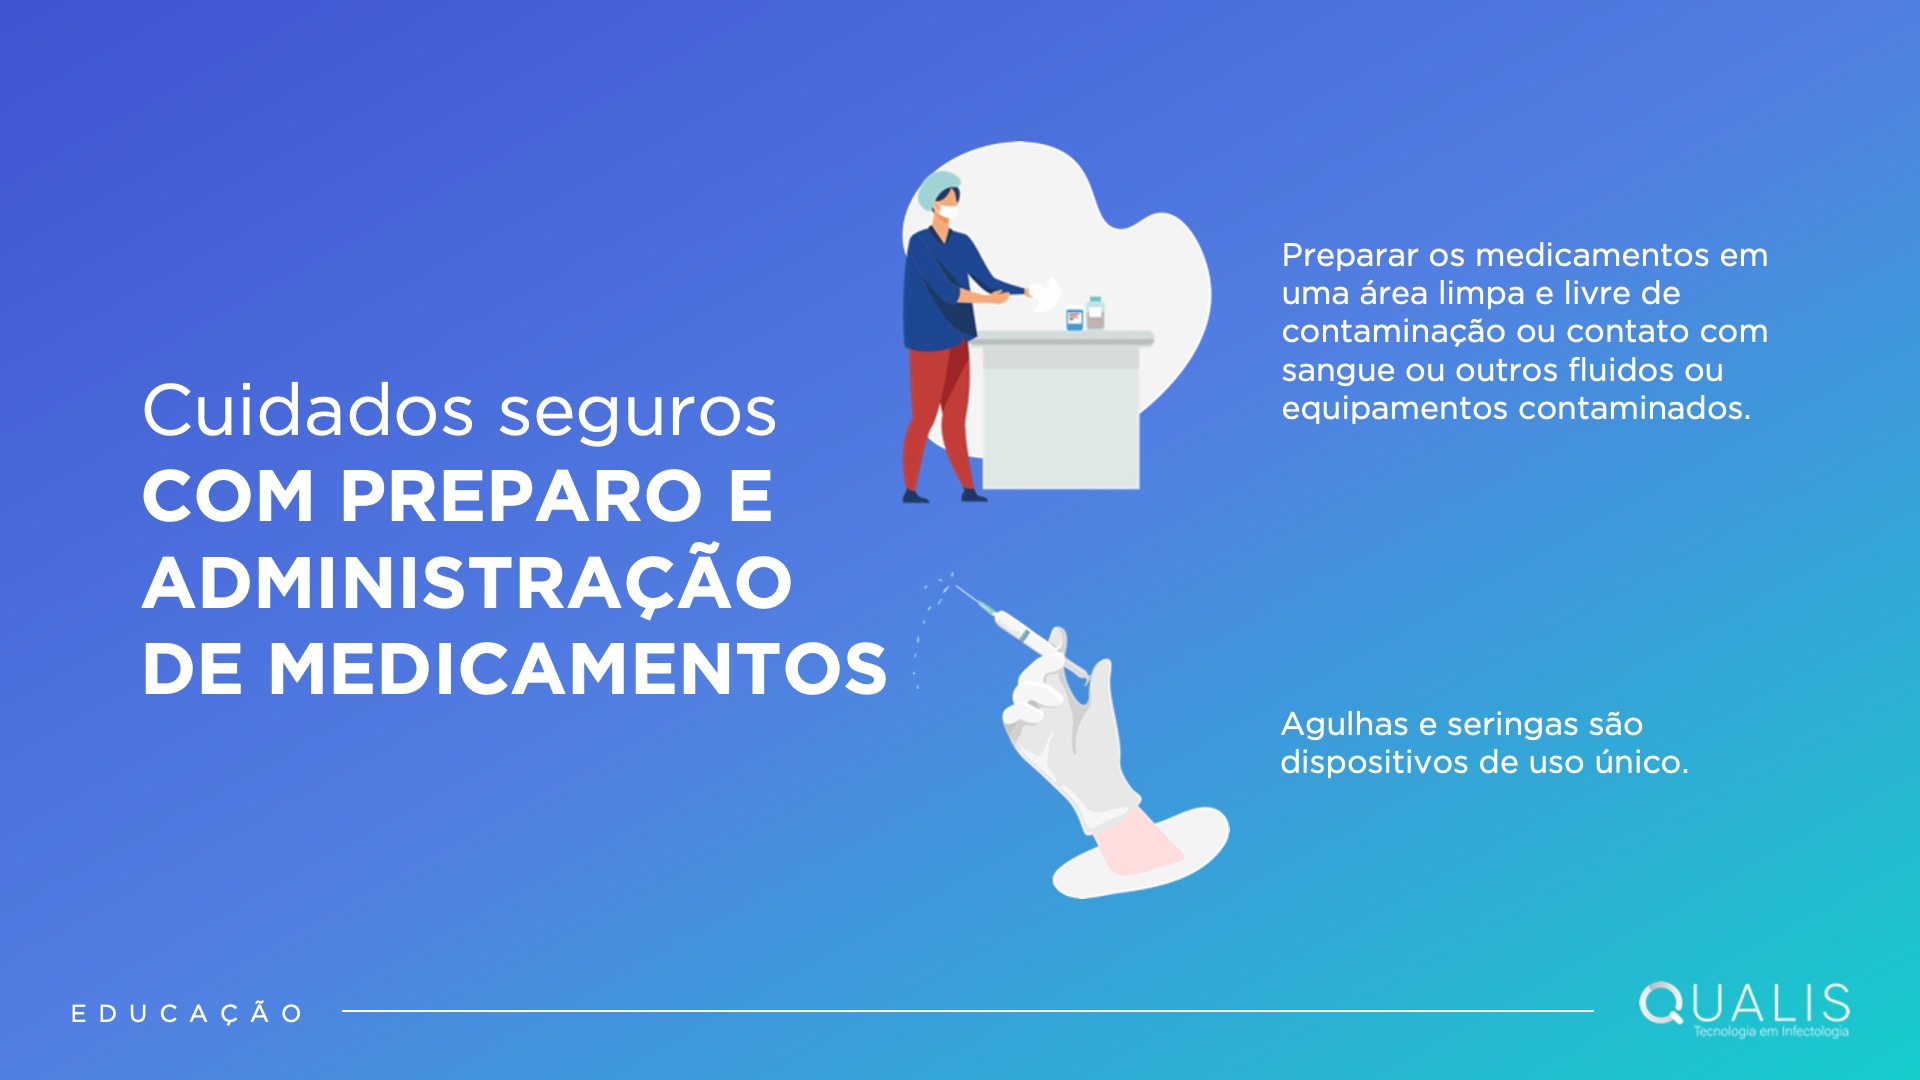 Cuidados seguros
COM PREPARO E
ADMINISTRAÇÃO
DE MEDICAMENTOS
Preparar os medicamentos em
uma área limpa e livre de
contaminação ou contato com
sangue ou outros fluidos ou
equipamentos contaminados.
Agulhas e seringas são
dispositivos de uso único.
EDUCAÇÃO
QUALIS
Tecnologia em Infectologia